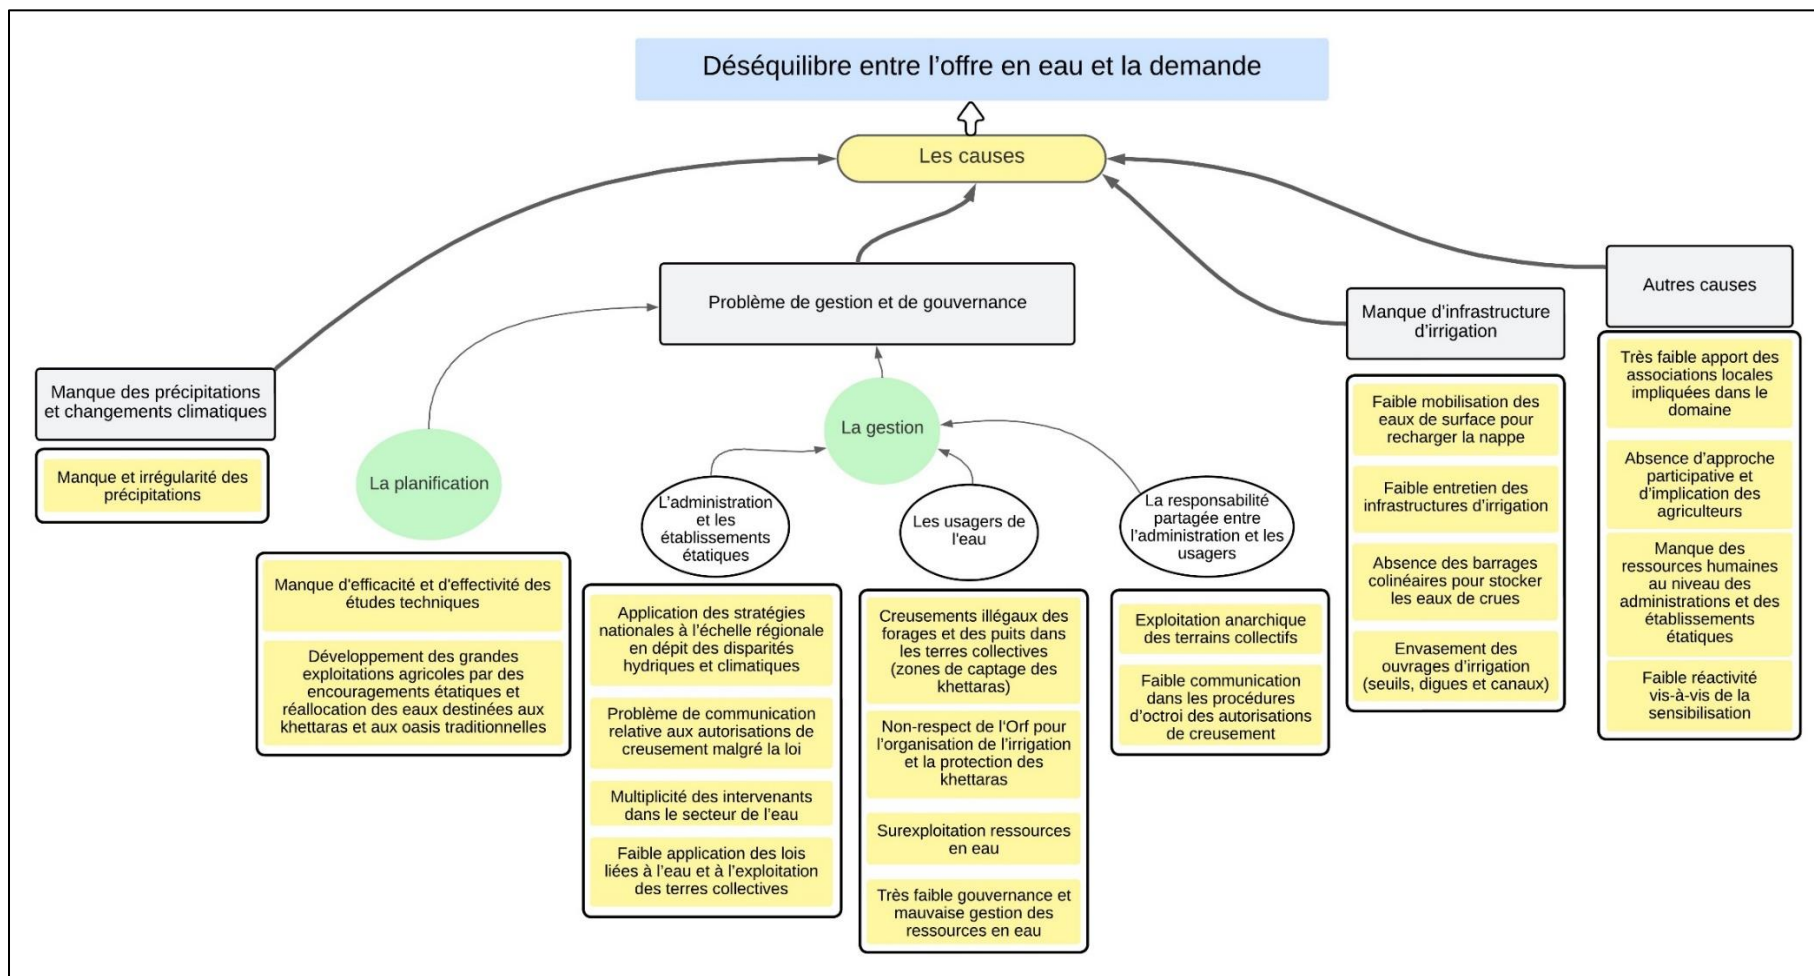 Déséquilibre entre l’offre en eau et la demande
Les causes
Manque des précipitations
et changements climatiques
Manque et irrégularité des
précipitations
Problème de gestion et de gouvernance
La planification
Manque d'efficacité et d'effectivité des
études techniques
Développement des grandes
exploitations agricoles par des
encouragements étatiques et
réallocation des eaux destinées aux
khettaras et aux oasis traditionnelles
La gestion
L’administration
et les
établissements
étatiques
Application des stratégies
nationales à l’échelle régionale
en dépit des disparités
hydriques et climatiques
Problème de communication
relative aux autorisations de
creusement malgré la loi
Multiplicité des intervenants
dans le secteur de l’eau
Faible application des lois
liées à l’eau et à l’exploitation
des terres collectives
Les usagers de
l'eau
Creusements illégaux des
forages et des puits dans
les terres collectives
(zones de captage des
khettaras)
Non-respect de l'Orf pour
l’organisation de l’irrigation
et la protection des
khettaras
Surexploitation ressources
en eau
Très faible gouvernance et
mauvaise gestion des
ressources en eau
La responsabilité
partagée entre
l’administration et les
usagers
Exploitation anarchique
des terrains collectifs
Faible communication
dans les procédures
d’octroi des autorisations
de creusement
Manque d’infrastructure
d’irrigation
Faible mobilisation des
eaux de surface pour
recharger la nappe
Faible entretien des
infrastructures d’irrigation
Absence des barrages
colinéaires pour stocker
les eaux de crues
Envasement des
ouvrages d’irrigation
(seuils, digues et canaux)
Autres causes
Très faible apport des
associations locales
impliquées dans le
domaine
Absence d’approche
participative et
d’implication des
agriculteurs
Manque des
ressources humaines
au niveau des
administrations et des
établissements
étatiques
Faible réactivité
vis-à-vis de la
sensibilisation